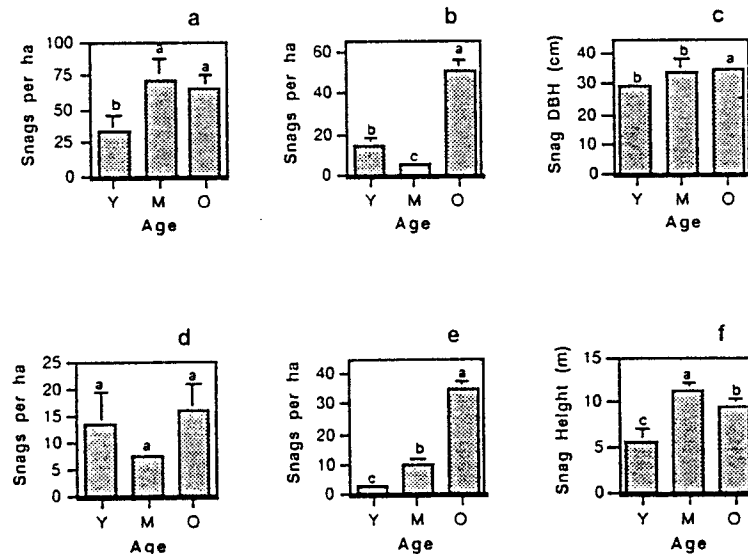 a
Snags per ha
100
75
50
25
0
b
a
a
Y M O
Age
b
Snags per ha
60
40
20
0
b
c
a
Y M O
Age
c
Snag DBH (cm)
40
30
20
10
0
b
b
a
Y M O
Age
d
Snags per ha
25
20
15
10
5
0
a
a
a
Y M O
Age
e
Snags per ha
40
30
20
10
0
c
b
a
Y M O
Age
f
Snag Height (m)
15
10
5
0
c
a
b
Y M O
Age